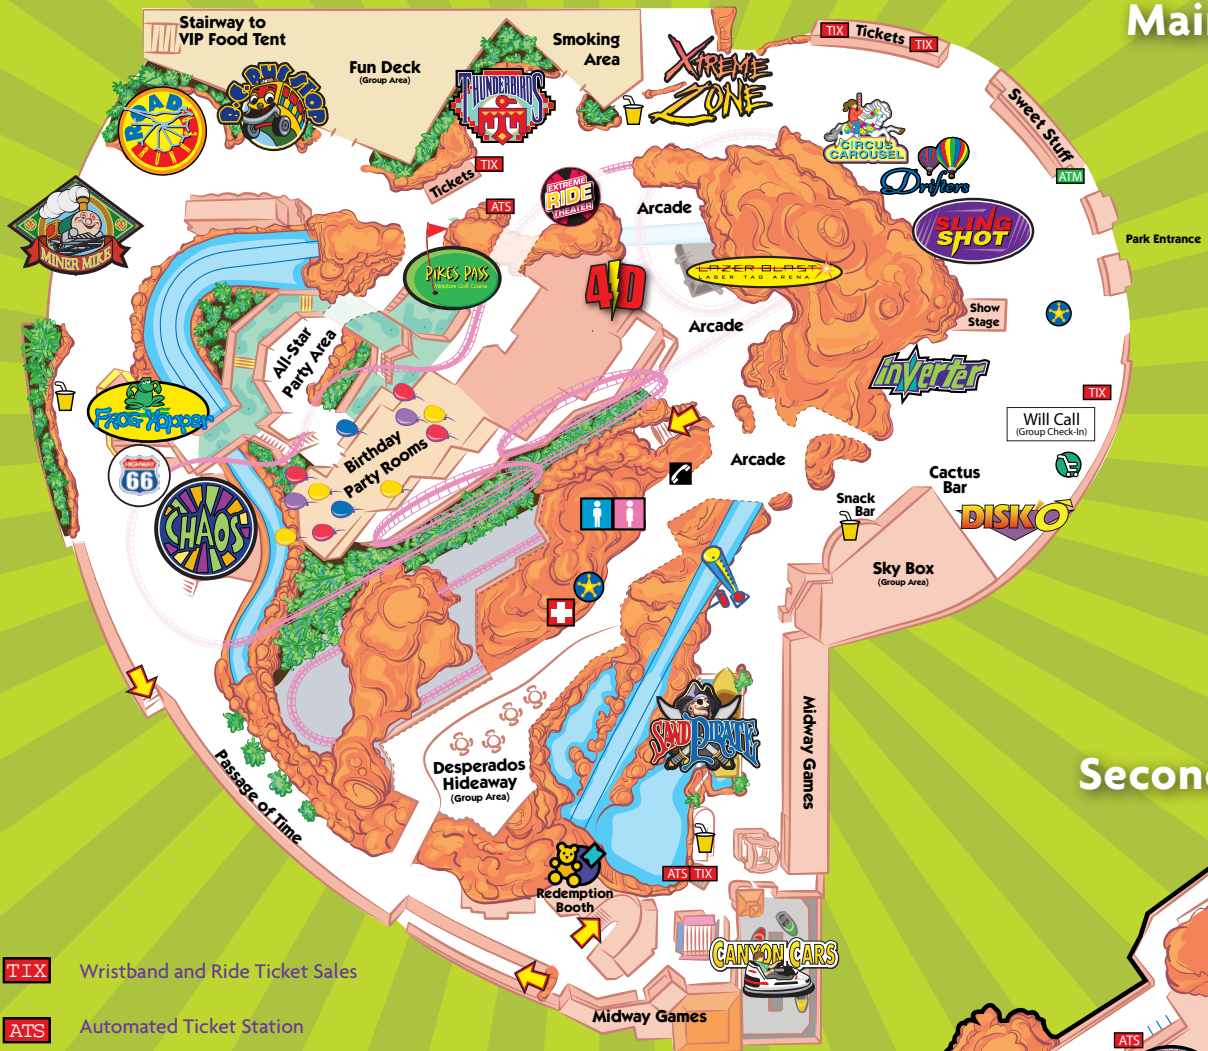 Stairway to
VIP Food Tent
Fun Deck
(Group Area)
Smoking
Area
XTREME
ZONE
TIX
Tickets
TIX
Main
ROAD
RALLY
B.C. BUS STOP
THUNDERBIRDS
Tickets
TIX
ATS
CIRCUS
CAROUSEL
Drifters
Sweet Stuff
ATM
Park Entrance
MINER MIKE
EXTREME
RIDE
THEATER
Arcade
SLING
SHOT
PIKES PASS
Miniature Golf Course
4D
LAZER BLAST
LASER TAG ARENA
Arcade
Show
Stage
All-Star
Party Area
inverter
TIX
FROG HOPPER
Will Call
(Group Check-In)
Birthday
Party Rooms
HIGHWAY
66
Arcade
Cactus
Bar
CHAOS
Snack
Bar
DISK'O
Sky Box
(Group Area)
Midway Games
SAND PIRATE
Passage of Time
Desperados
Hideaway
(Group Area)
Second
Redemption
Booth
ATS
TIX
CANYON CARS
Midway Games
TIX
Wristband and Ride Ticket Sales
ATS
Automated Ticket Station
ATS